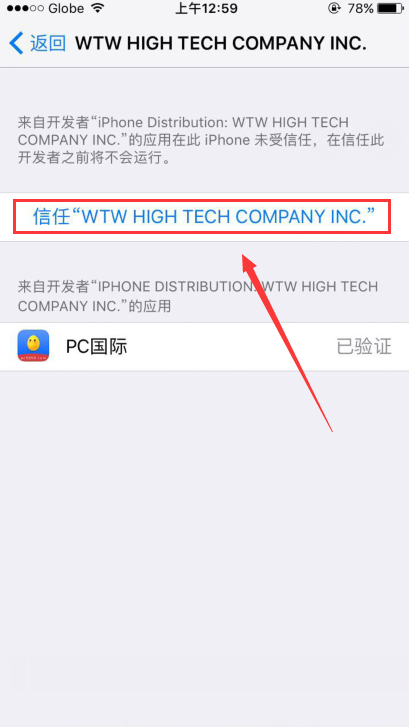 Globe 上午12:59 78%
返回 WTW HIGH TECH COMPANY INC.
来自开发者“iPhone Distribution: WTW HIGH TECH
COMPANY INC.”的应用在此 iPhone 未受信任，在信任此
开发者之前将不会运行。
信任“WTW HIGH TECH COMPANY INC.”
来自开发者“IPHONE DISTRIBUTION: WTW HIGH TECH
COMPANY INC.”的应用
PC国际 已验证